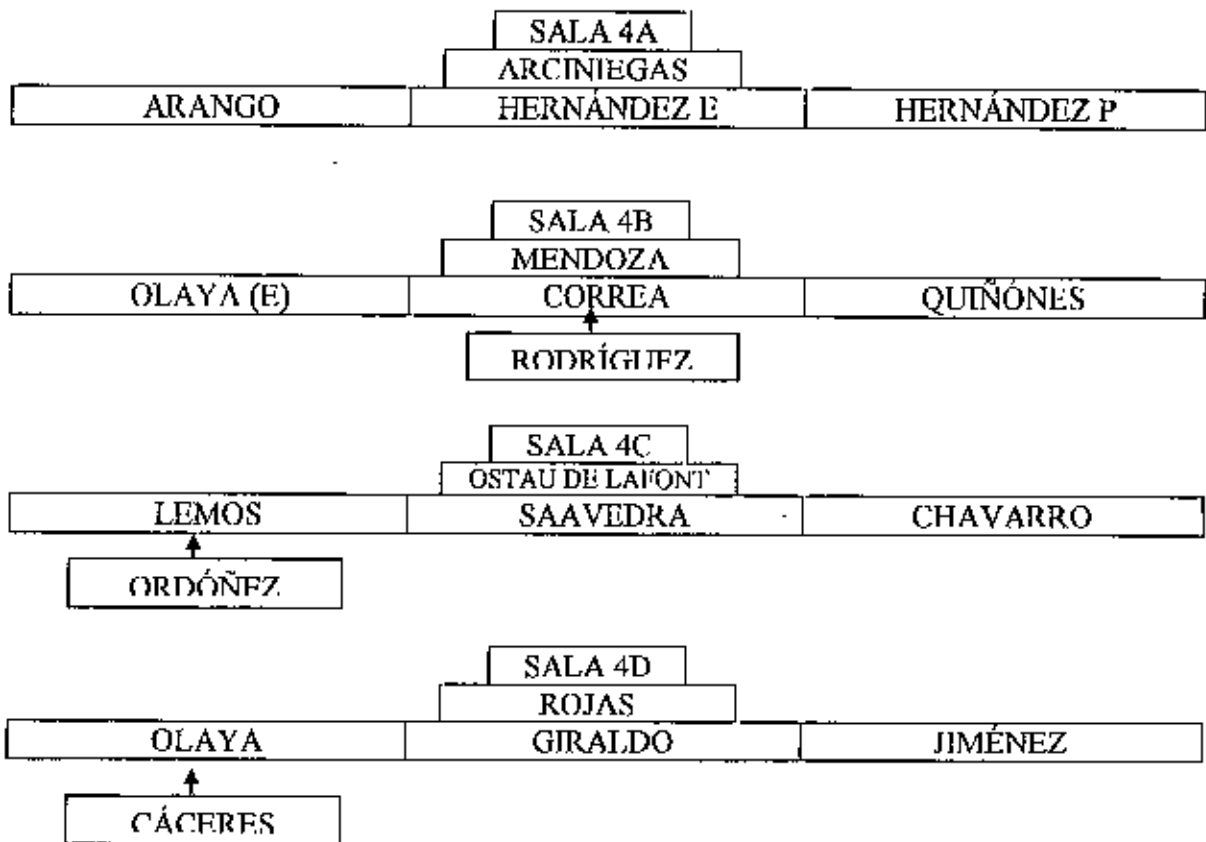 SALA 4A
ARCINIEGAS
ARANGO HERNÁNDEZ E HERNÁNDEZ P
SALA 4B
MENDOZA
OLAYA (E) CORREA QUIÑÓNES
RODRÍGUEZ
SALA 4C
OSTAU DE LAFONT
LEMOS SAAVEDRA CHAVARRO
ORDÓÑEZ
SALA 4D
ROJAS
OLAYA GIRALDO JIMÉNEZ
CÁCERES